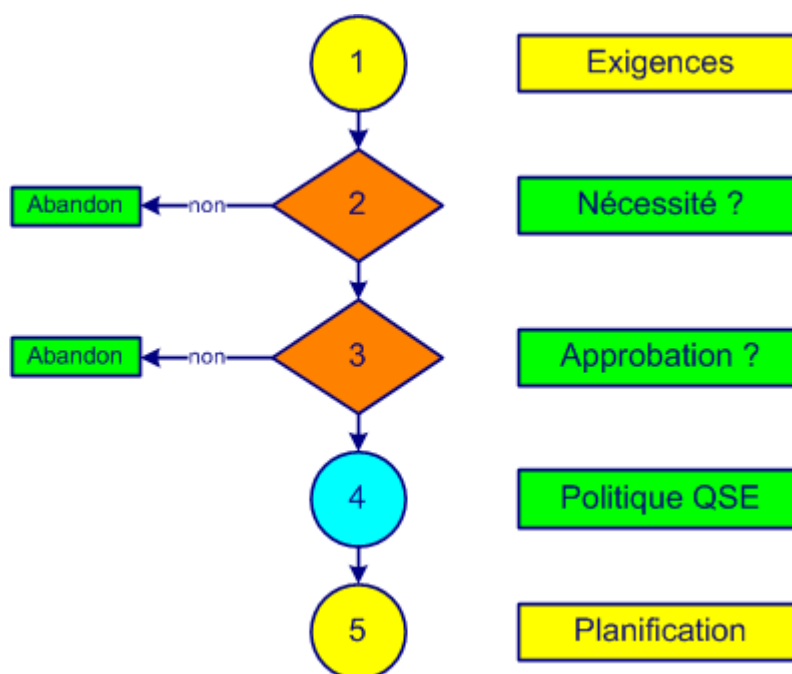 1
Exigences
Abandon
non
2
Nécessité ?
Abandon
non
3
Approbation ?
4
Politique QSE
5
Planification